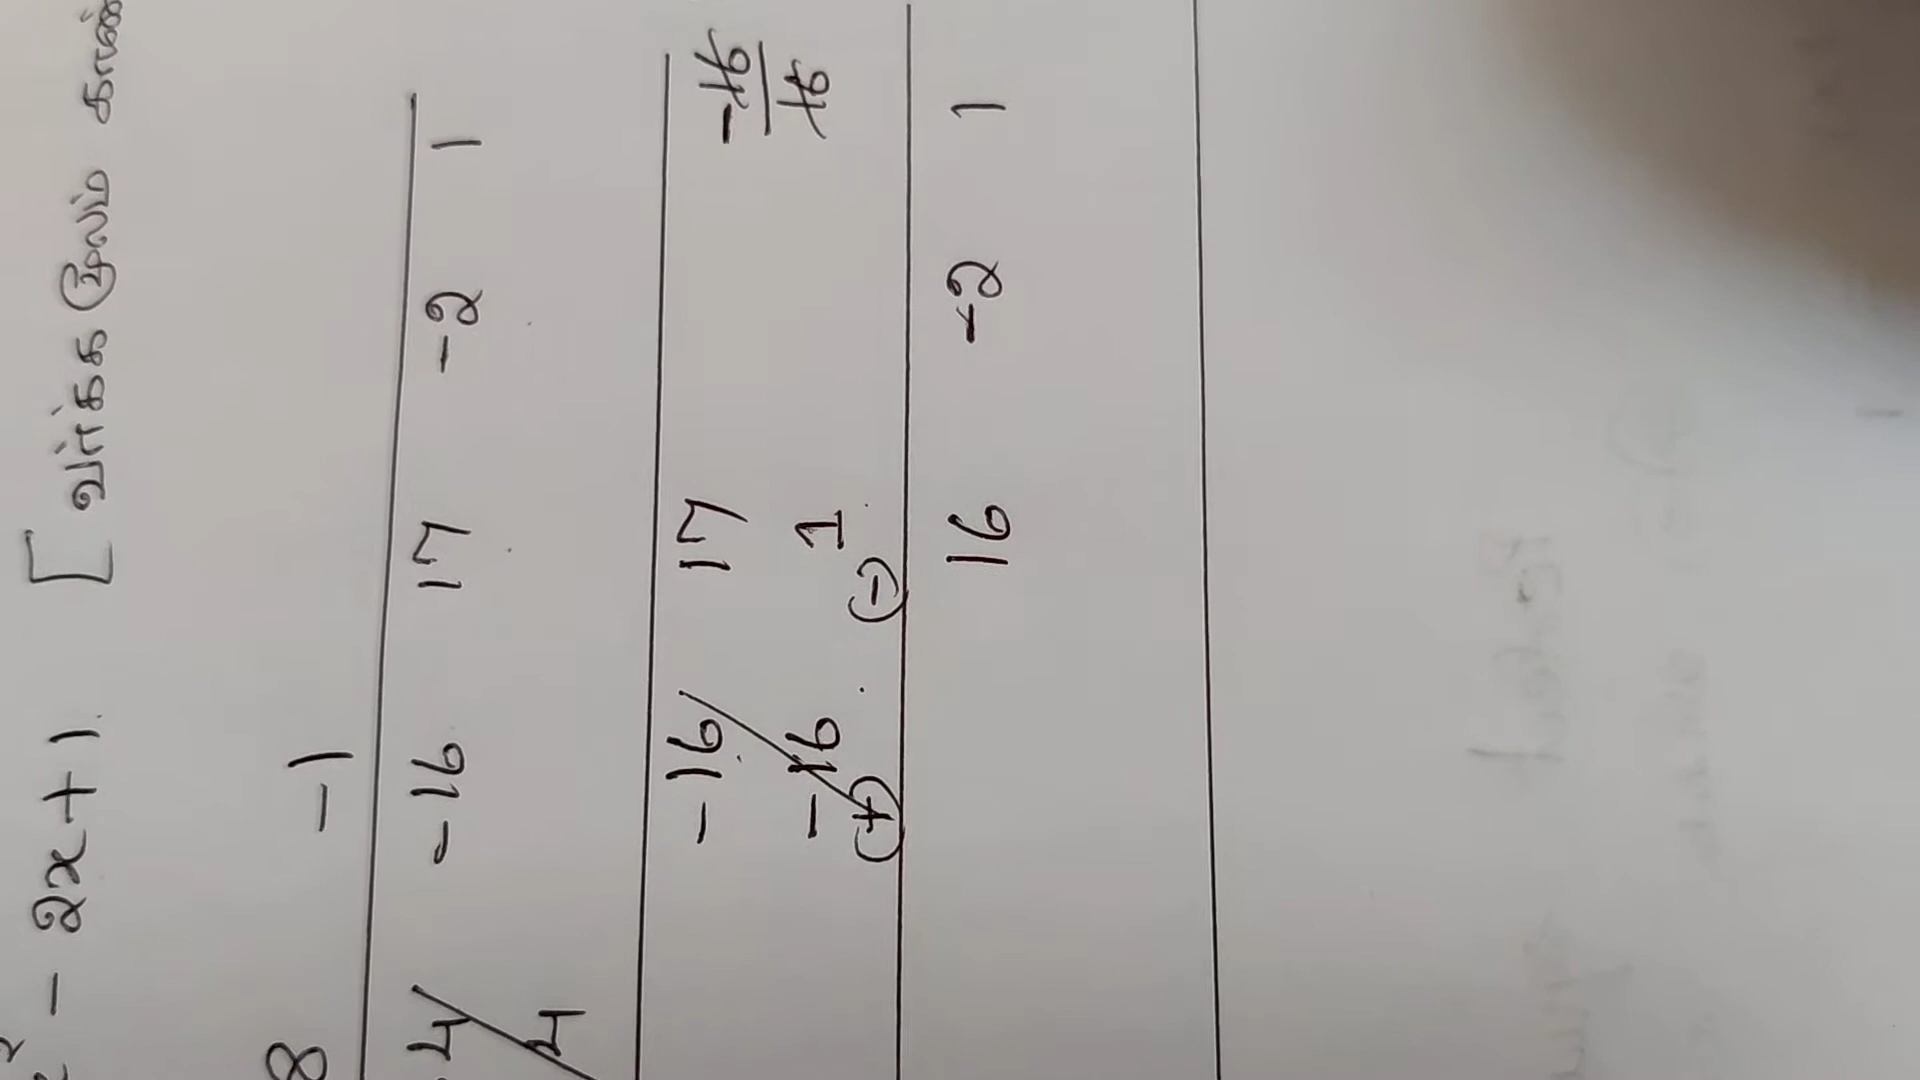 ² - 2x + 1. [ வர்க்க மூலம் காண்
8 -1
4 -16 17 -2 1
4
-16 17 -16/16
-16 1
(+) (-)
16 -2 1